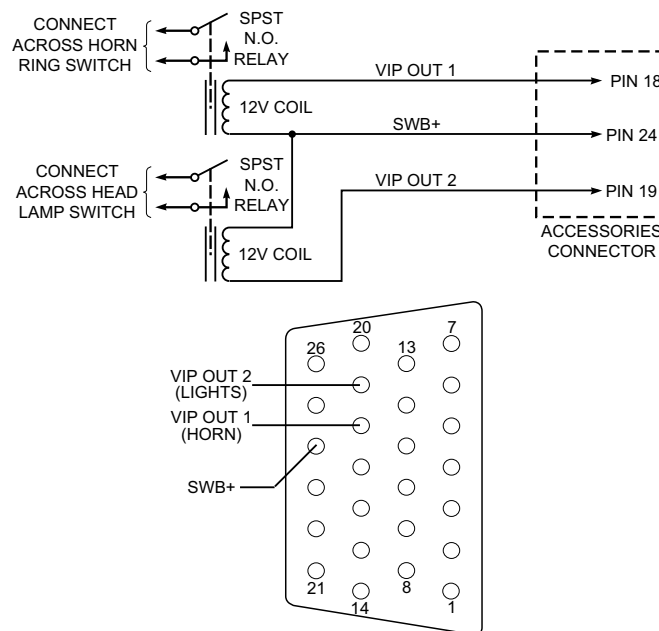 CONNECT
ACROSS HORN
RING SWITCH
SPST
N.O.
RELAY
12V COIL
VIP OUT 1
PIN 18
SWB+
PIN 24
CONNECT
ACROSS HEAD
LAMP SWITCH
SPST
N.O.
RELAY
12V COIL
VIP OUT 2
PIN 19
ACCESSORIES
CONNECTOR
20
7
26
13
VIP OUT 2
(LIGHTS)
VIP OUT 1
(HORN)
SWB+
21
8
14
1